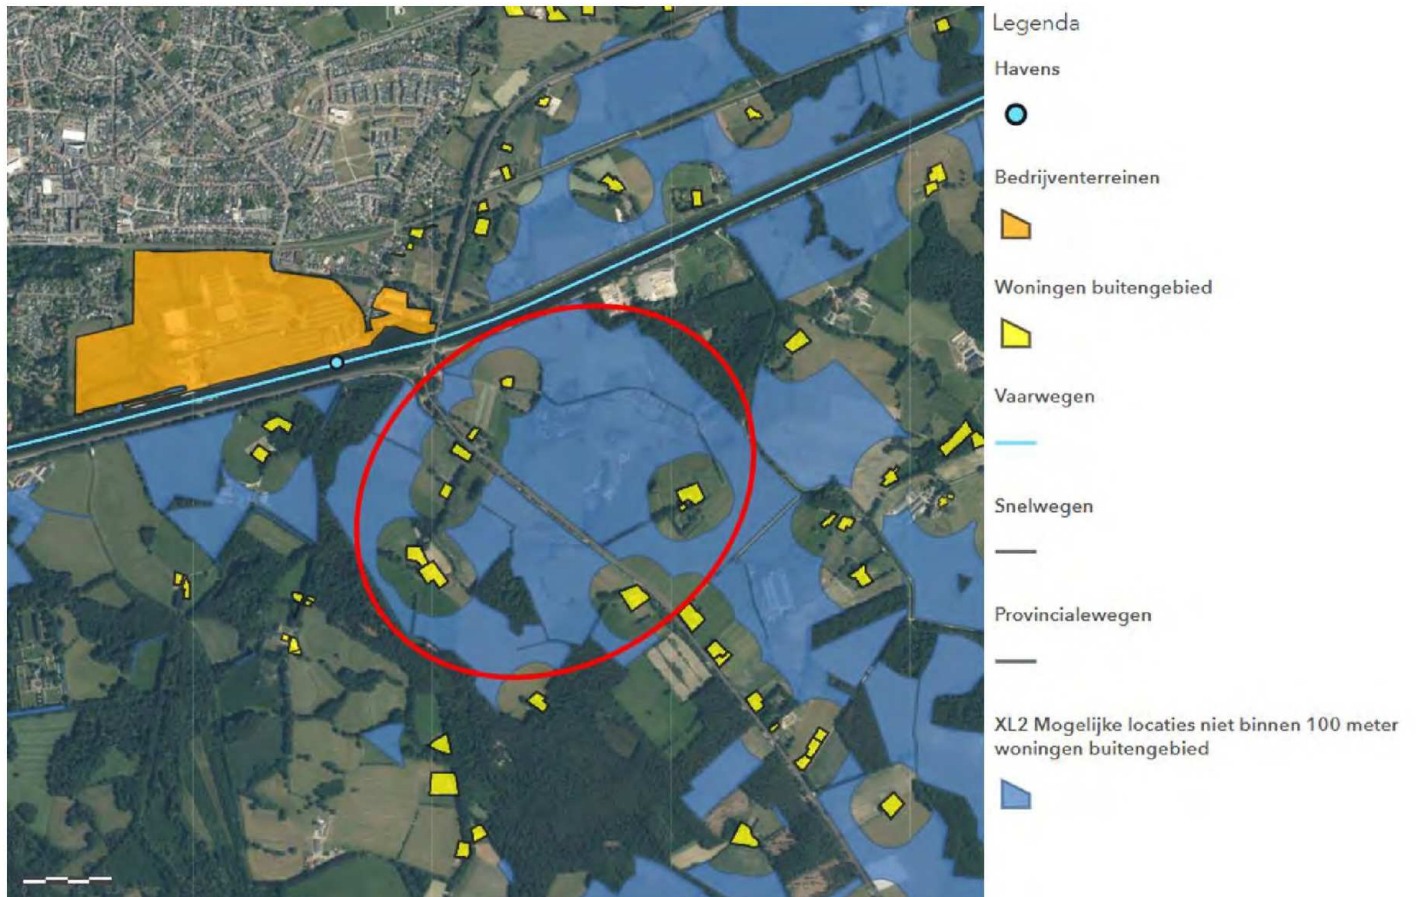 Legenda
Havens
Bedrijventerreinen
Woningen buitengebied
Vaarwegen
Snelwegen
Provincialewegen
XL2 Mogelijke locaties niet binnen 100 meter
woningen buitengebied